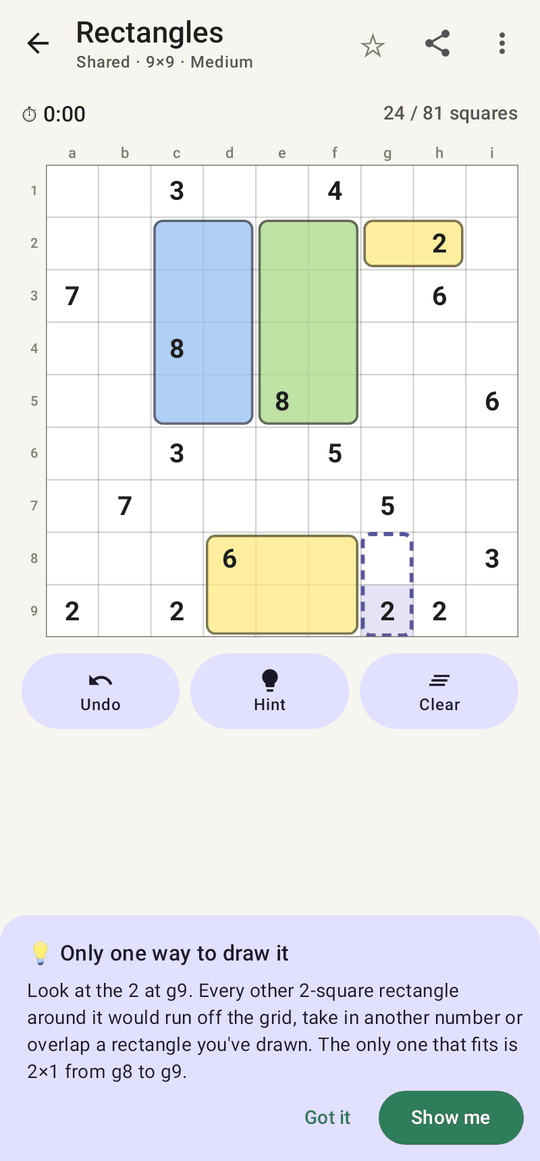 Rectangles
Shared · 9×9 · Medium
0:00
24 / 81 squares
a b c d e f g h i
1 3 4
2 2
3 7 6
4 8
5 8 6
6 3 5
7 7 5
8 6 3
9 2 2 2 2
Undo
Hint
Clear
Only one way to draw it
Look at the 2 at g9. Every other 2-square rectangle
around it would run off the grid, take in another number or
overlap a rectangle you've drawn. The only one that fits is
2×1 from g8 to g9.
Got it
Show me